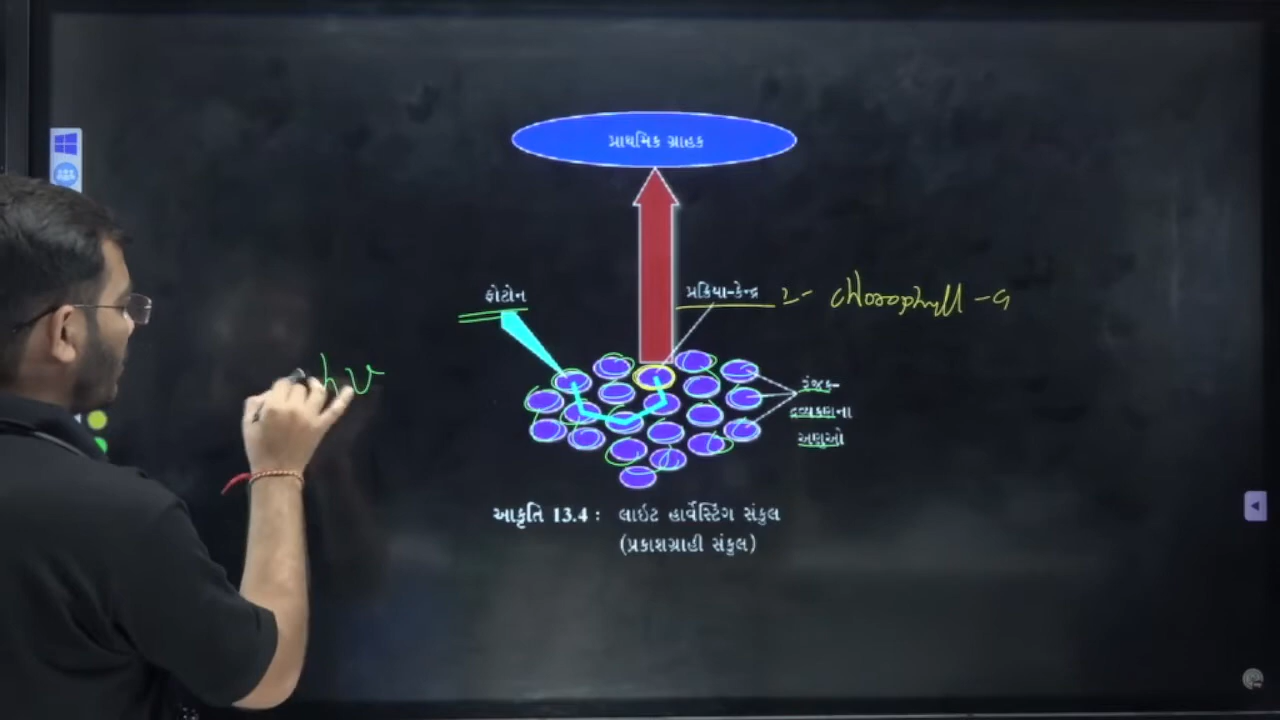 પ્રાથમિક ગ્રાહક
ફોટોન
પ્રક્રિયા-કેન્દ્ર 2- chlorophyll -a
hν
રંજક-
દ્રવ્યકણના
અણુઓ
આકૃતિ 13.4 : લાઇટ હાર્વેસ્ટિંગ સંકુલ
(પ્રકાશગ્રાહી સંકુલ)